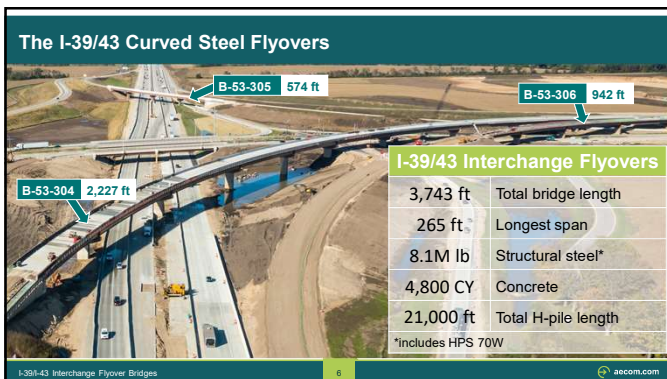 The I-39/43 Curved Steel Flyovers
B-53-305 574 ft
B-53-306 942 ft
B-53-304 2,227 ft
I-39/43 Interchange Flyovers
3,743 ft Total bridge length
265 ft Longest span
8.1M lb Structural steel*
4,800 CY Concrete
21,000 ft Total H-pile length
*includes HPS 70W
I-39/I-43 Interchange Flyover Bridges
6
aecom.com